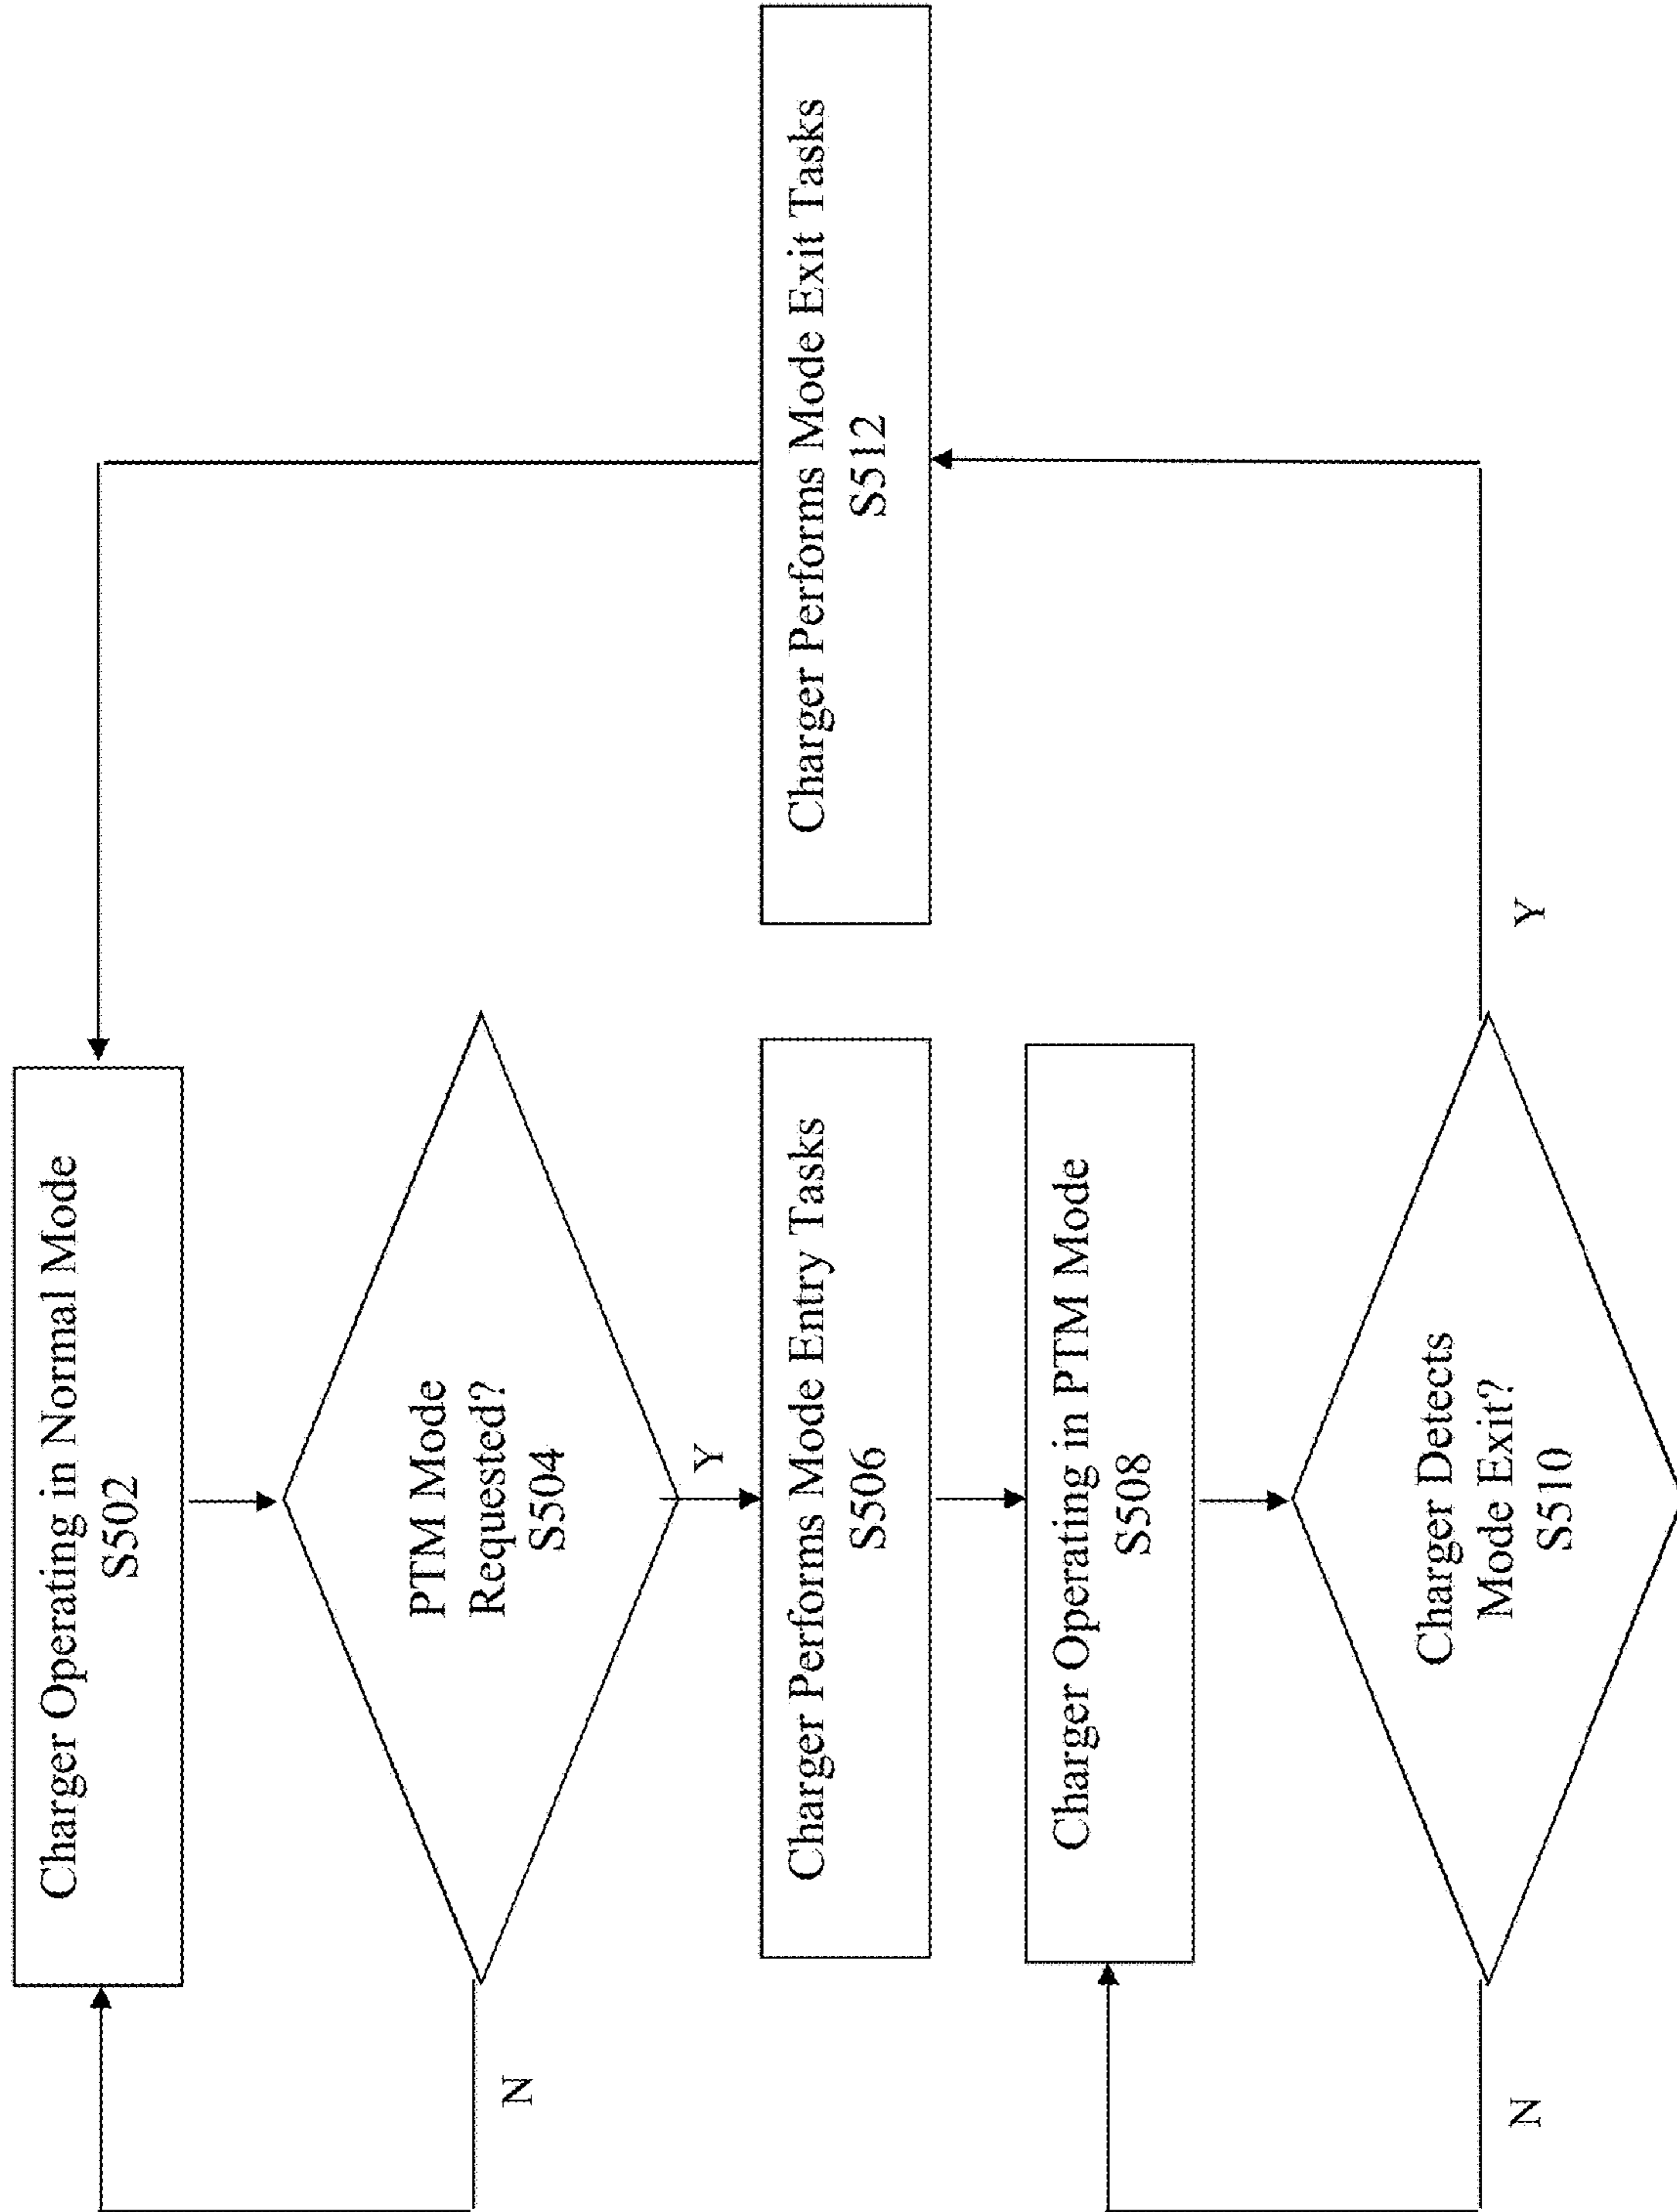 Charger Operating in Normal Mode
S502
PTM Mode
Requested?
S504
N
Y
Charger Performs Mode Entry Tasks
S506
Charger Performs Mode Exit Tasks
S512
Charger Operating in PTM Mode
S508
Charger Detects
Mode Exit?
S510
N
Y